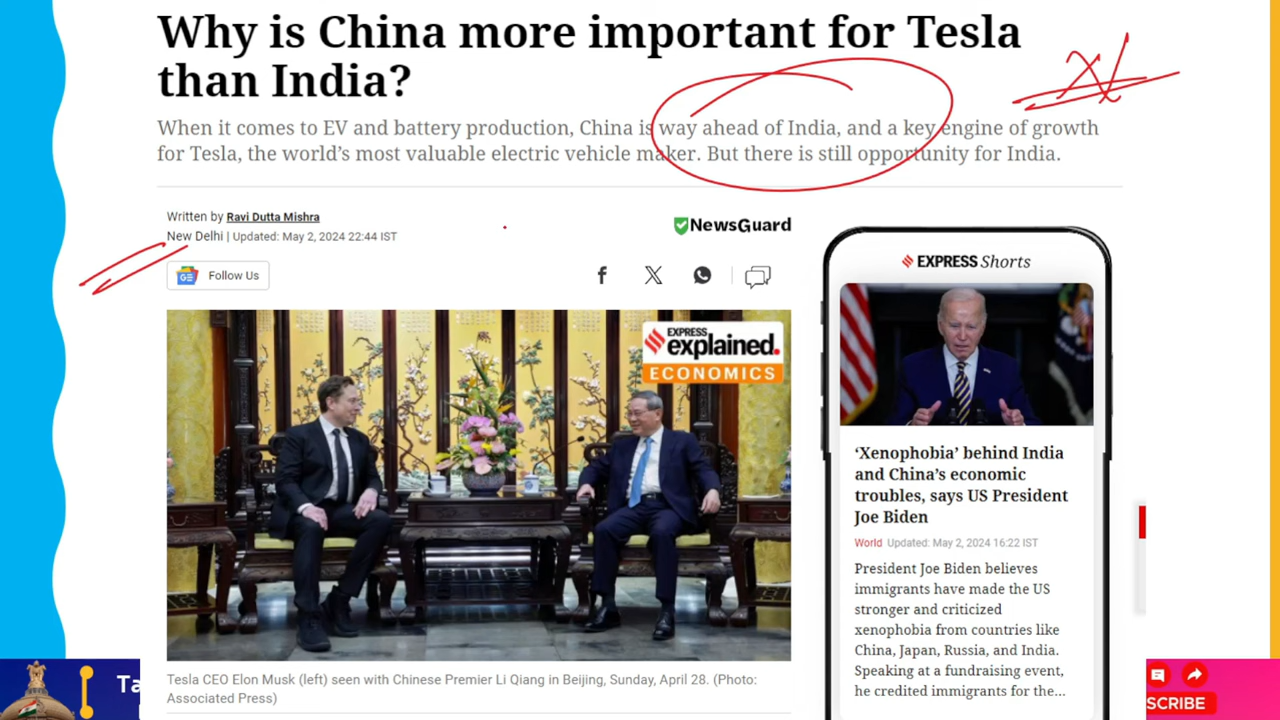 Why is China more important for Tesla
than India?
When it comes to EV and battery production, China is way ahead of India, and a key engine of growth
for Tesla, the world’s most valuable electric vehicle maker. But there is still opportunity for India.
Written by Ravi Dutta Mishra
New Delhi | Updated: May 2, 2024 22:44 IST
NewsGuard
Follow Us
EXPRESS
explained.
ECONOMICS
Tesla CEO Elon Musk (left) seen with Chinese Premier Li Qiang in Beijing, Sunday, April 28. (Photo:
Associated Press)
EXPRESS Shorts
‘Xenophobia’ behind India
and China’s economic
troubles, says US President
Joe Biden
World Updated: May 2, 2024 16:22 IST
President Joe Biden believes
immigrants have made the US
stronger and criticized
xenophobia from countries like
China, Japan, Russia, and India.
Speaking at a fundraising event,
he credited immigrants for the...
Ta
SCRIBE